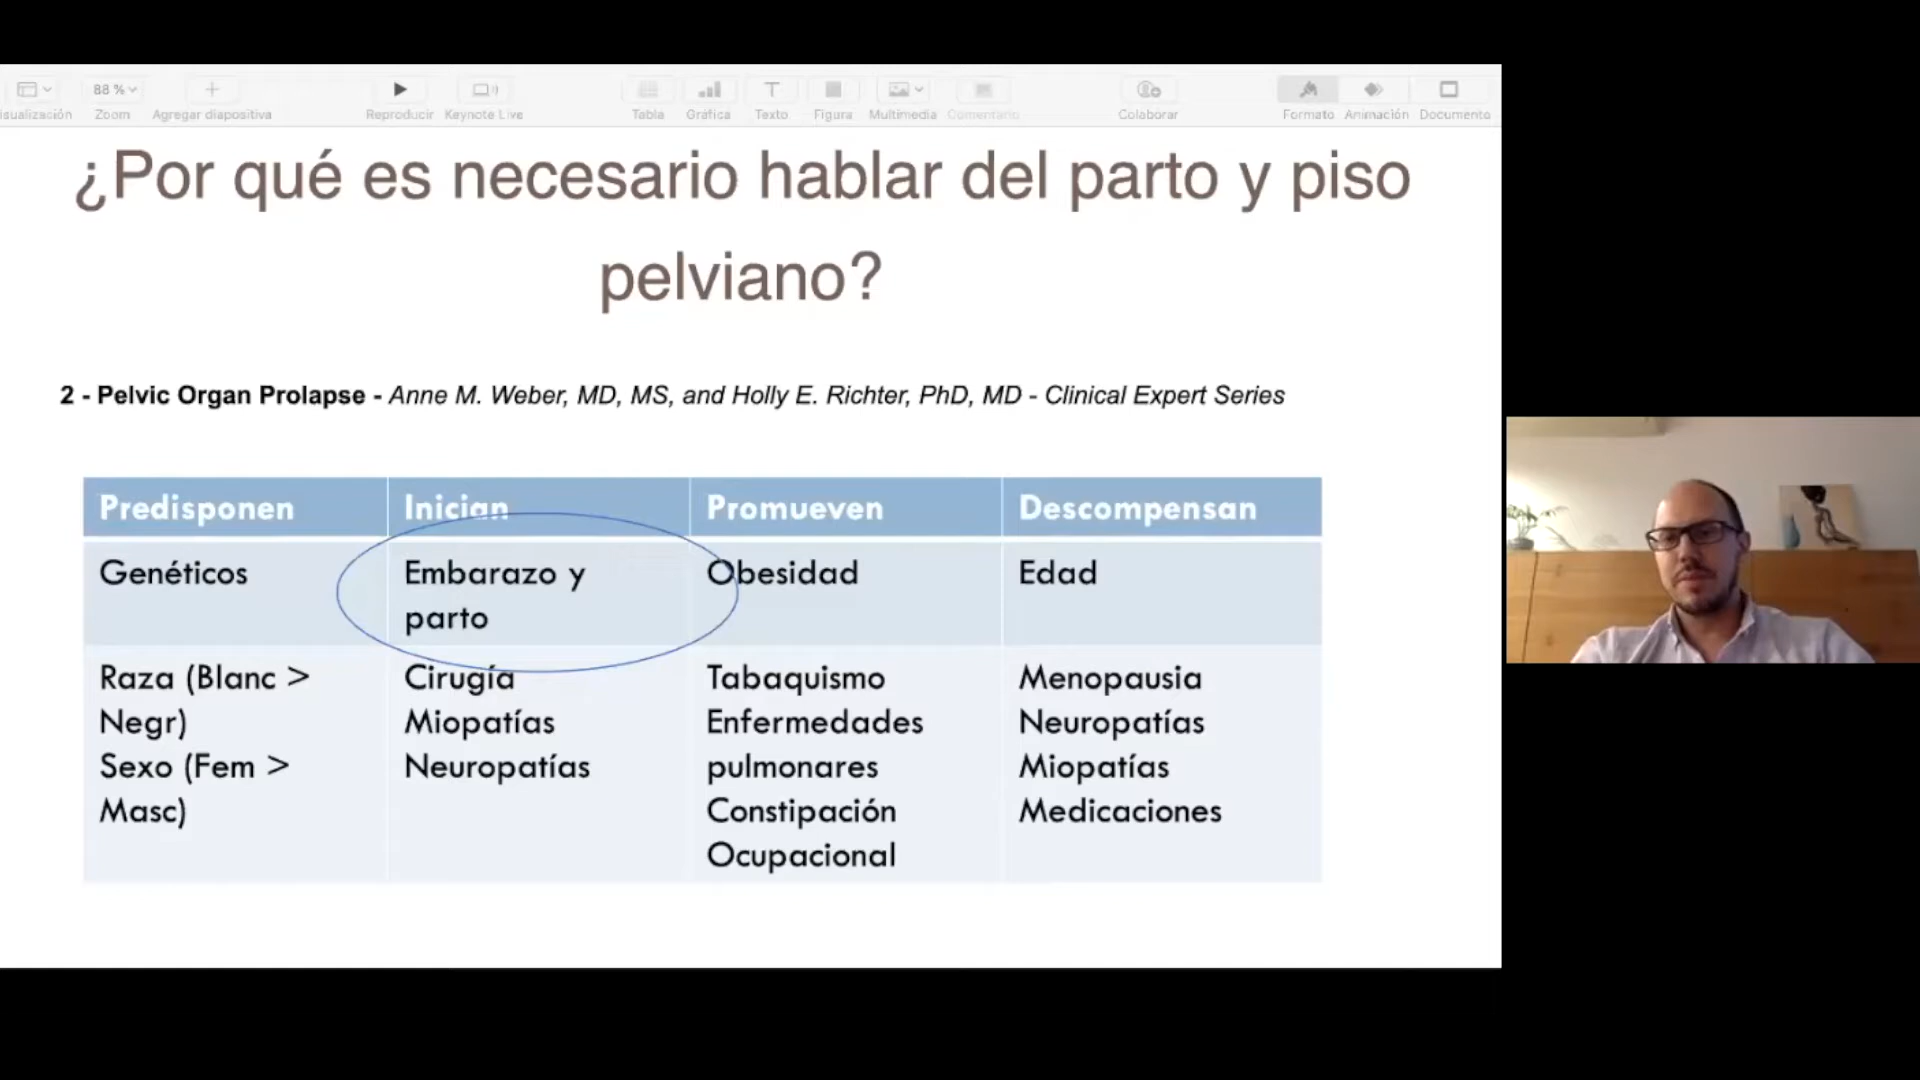 88 %
isualización Zoom Agregar diapositiva Reproducir Keynote Live Tabla Gráfica Texto Figura Multimedia Comentario Colaborar Formato Animación Documento
¿Por qué es necesario hablar del parto y piso
pelviano?
2 - Pelvic Organ Prolapse - Anne M. Weber, MD, MS, and Holly E. Richter, PhD, MD - Clinical Expert Series
Predisponen Inician Promueven Descompensan
Genéticos
Embarazo y
parto
Obesidad
Edad
Raza (Blanc >
Negr)
Sexo (Fem >
Masc)
Cirugía
Miopatías
Neuropatías
Tabaquismo
Enfermedades
pulmonares
Constipación
Ocupacional
Menopausia
Neuropatías
Miopatías
Medicaciones